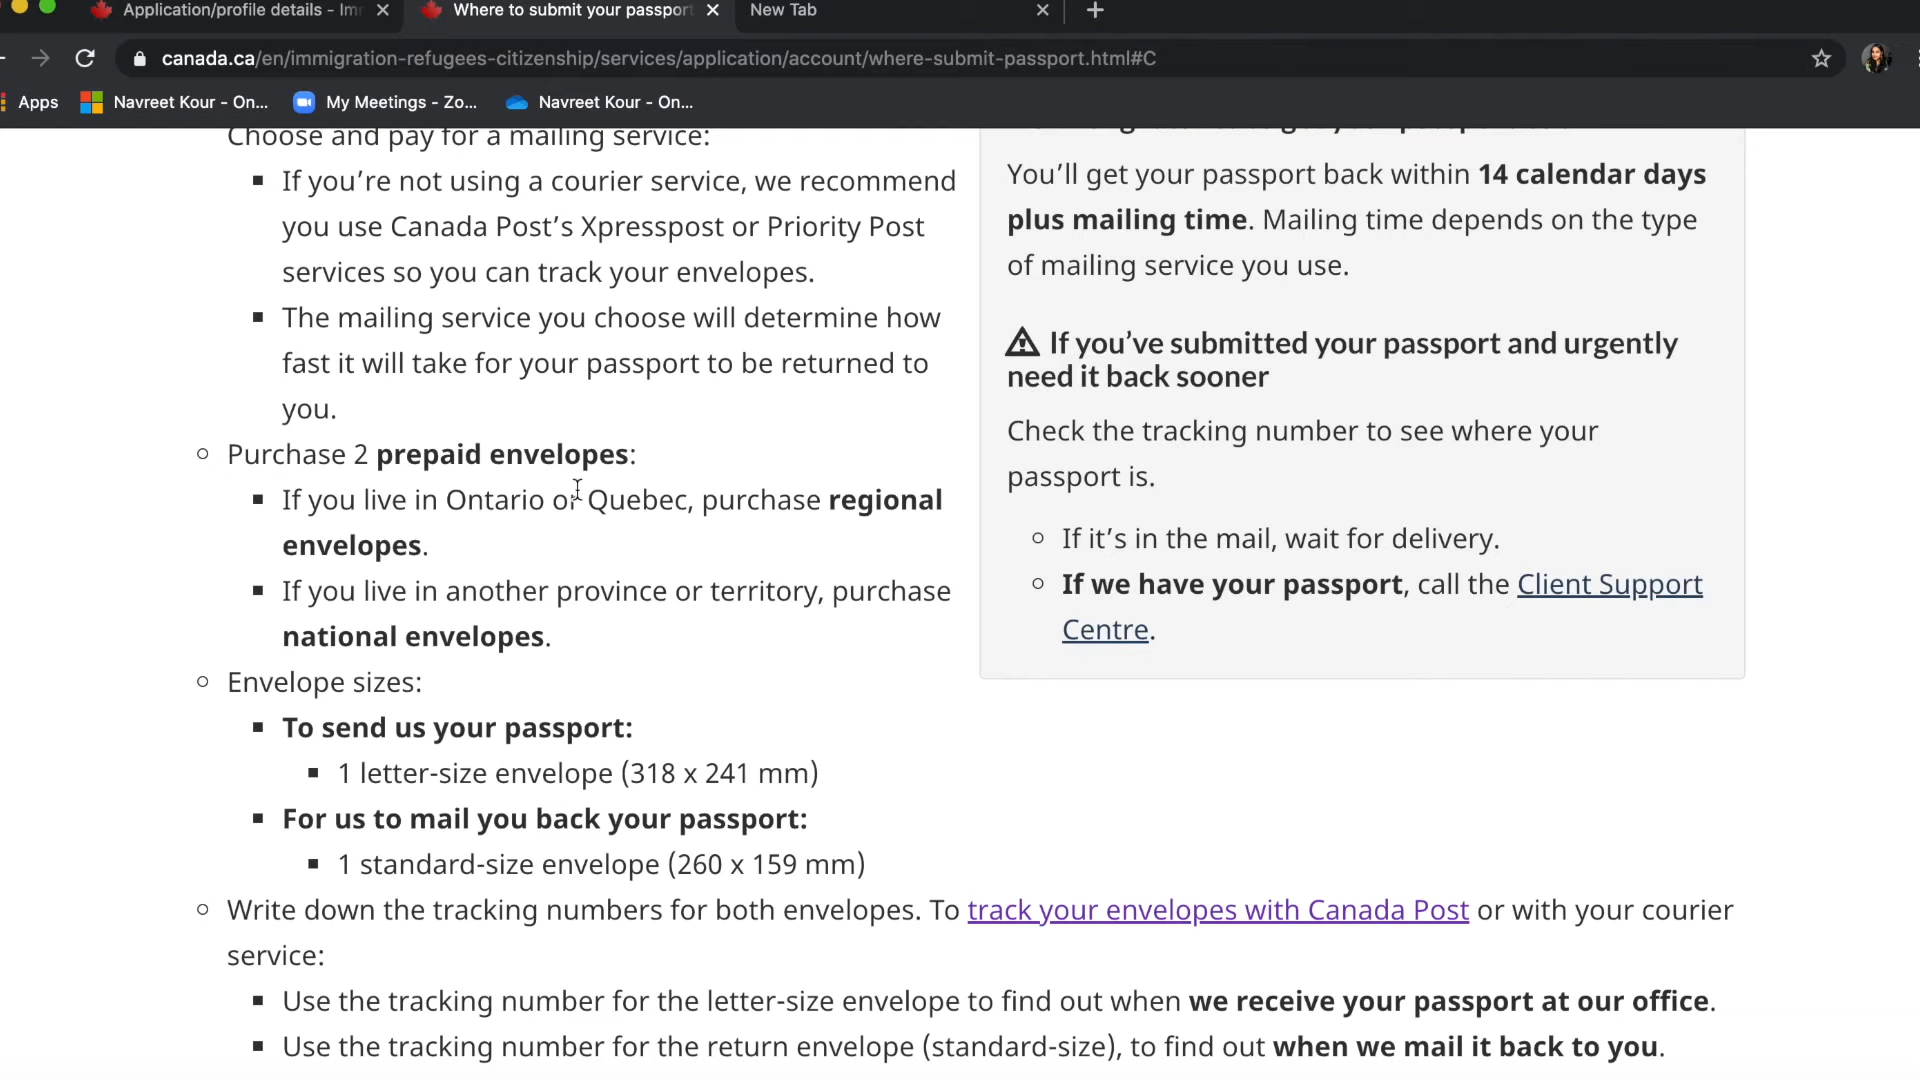 Application/profile details - Im
Where to submit your passport
New Tab
canada.ca/en/immigration-refugees-citizenship/services/application/account/where-submit-passport.html#C
Apps
Navreet Kour - On...
My Meetings - Zo...
Navreet Kour - On...
Choose and pay for a mailing service:
If you’re not using a courier service, we recommend
you use Canada Post’s Xpresspost or Priority Post
services so you can track your envelopes.
The mailing service you choose will determine how
fast it will take for your passport to be returned to
you.
Purchase 2 prepaid envelopes:
If you live in Ontario or Quebec, purchase regional
envelopes.
If you live in another province or territory, purchase
national envelopes.
Envelope sizes:
To send us your passport:
1 letter-size envelope (318 x 241 mm)
For us to mail you back your passport:
1 standard-size envelope (260 x 159 mm)
Write down the tracking numbers for both envelopes. To track your envelopes with Canada Post or with your courier
service:
Use the tracking number for the letter-size envelope to find out when we receive your passport at our office.
Use the tracking number for the return envelope (standard-size), to find out when we mail it back to you.
You’ll get your passport back within 14 calendar days
plus mailing time. Mailing time depends on the type
of mailing service you use.
If you’ve submitted your passport and urgently
need it back sooner
Check the tracking number to see where your
passport is.
If it’s in the mail, wait for delivery.
If we have your passport, call the Client Support
Centre.